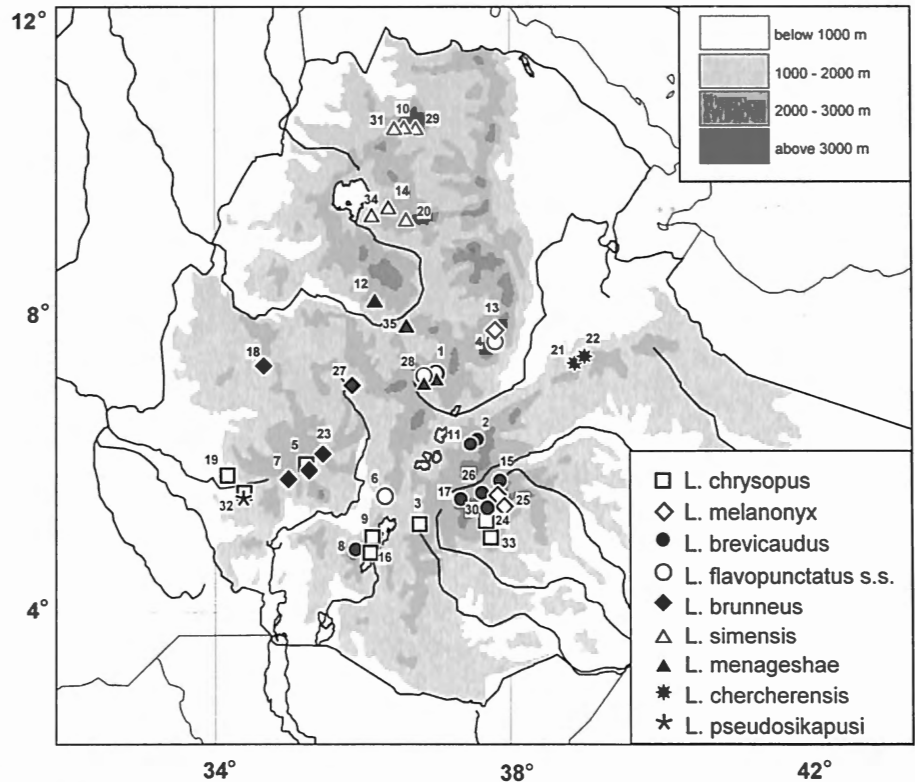 12°
below 1000 m
1000 - 2000 m
2000 - 3000 m
above 3000 m
31 10 29
34 14 20
12
35
8°
13
4
21 22
18
27
28 1
11 2
19 5 7 23
32
6
26 15
17 25
30 24
9 3
33
8 16
L. chrysopus
L. melanonyx
L. brevicaudus
L. flavopunctatus s.s.
L. brunneus
L. simensis
L. menageshae
L. chercherensis
L. pseudosikapusi
4°
34° 38° 42°